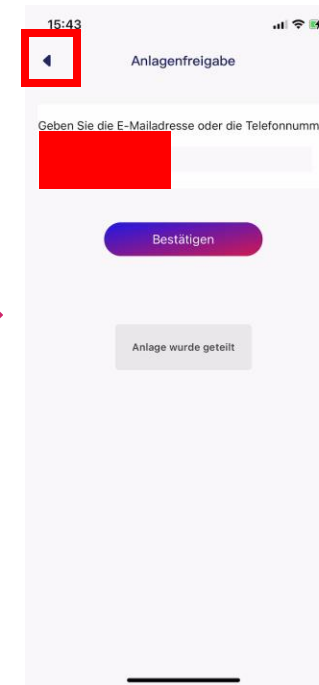 15:43
Anlagenfreigabe
Geben Sie die E-Mailadresse oder die Telefonnumm
Bestätigen
Anlage wurde geteilt